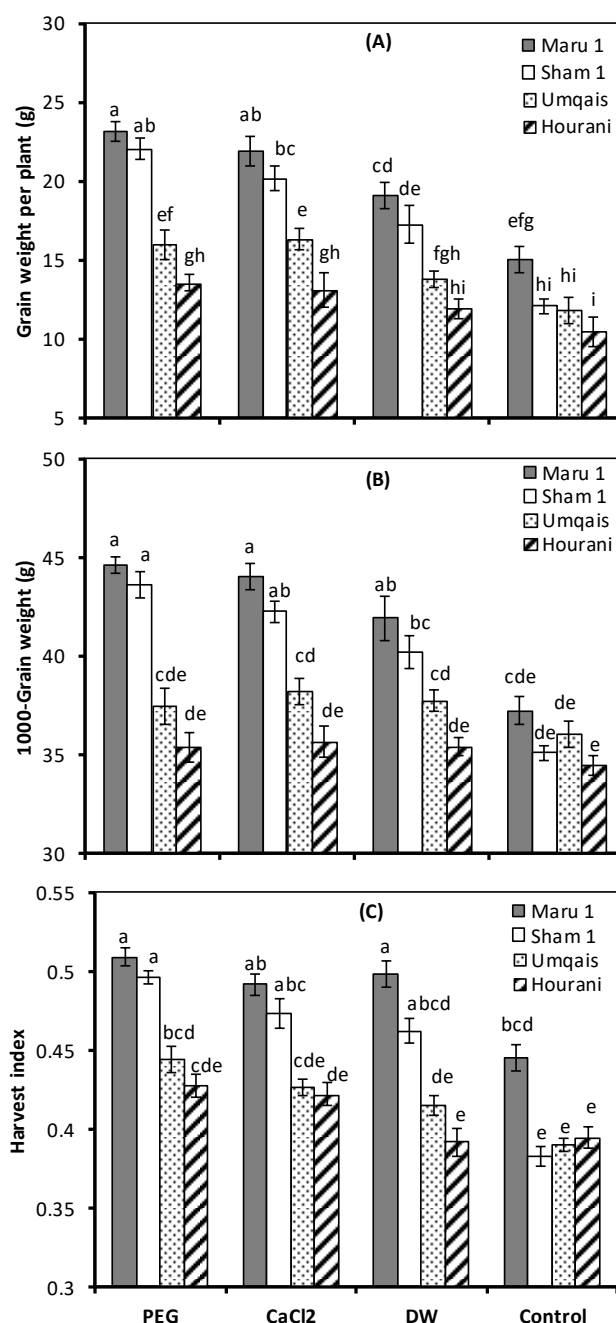 (A)
Maru 1
Sham 1
Umqais
Hourani
Grain weight per plant (g)
30
25
20
15
10
5
a
ab
ef
gh
ab
bc
e
gh
cd
de
fgh
hi
efg
hi
hi
i
(B)
Maru 1
Sham 1
Umqais
Hourani
1000-Grain weight (g)
50
45
40
35
30
a
a
cde
de
a
ab
cd
de
ab
bc
cd
de
cde
de
de
e
(C)
Maru 1
Sham 1
Umqais
Hourani
Harvest index
0.55
0.5
0.45
0.4
0.35
0.3
a
a
bcd
cde
ab
abc
cde
de
a
abcd
de
e
bcd
e
e
e
PEG
CaCl2
DW
Control